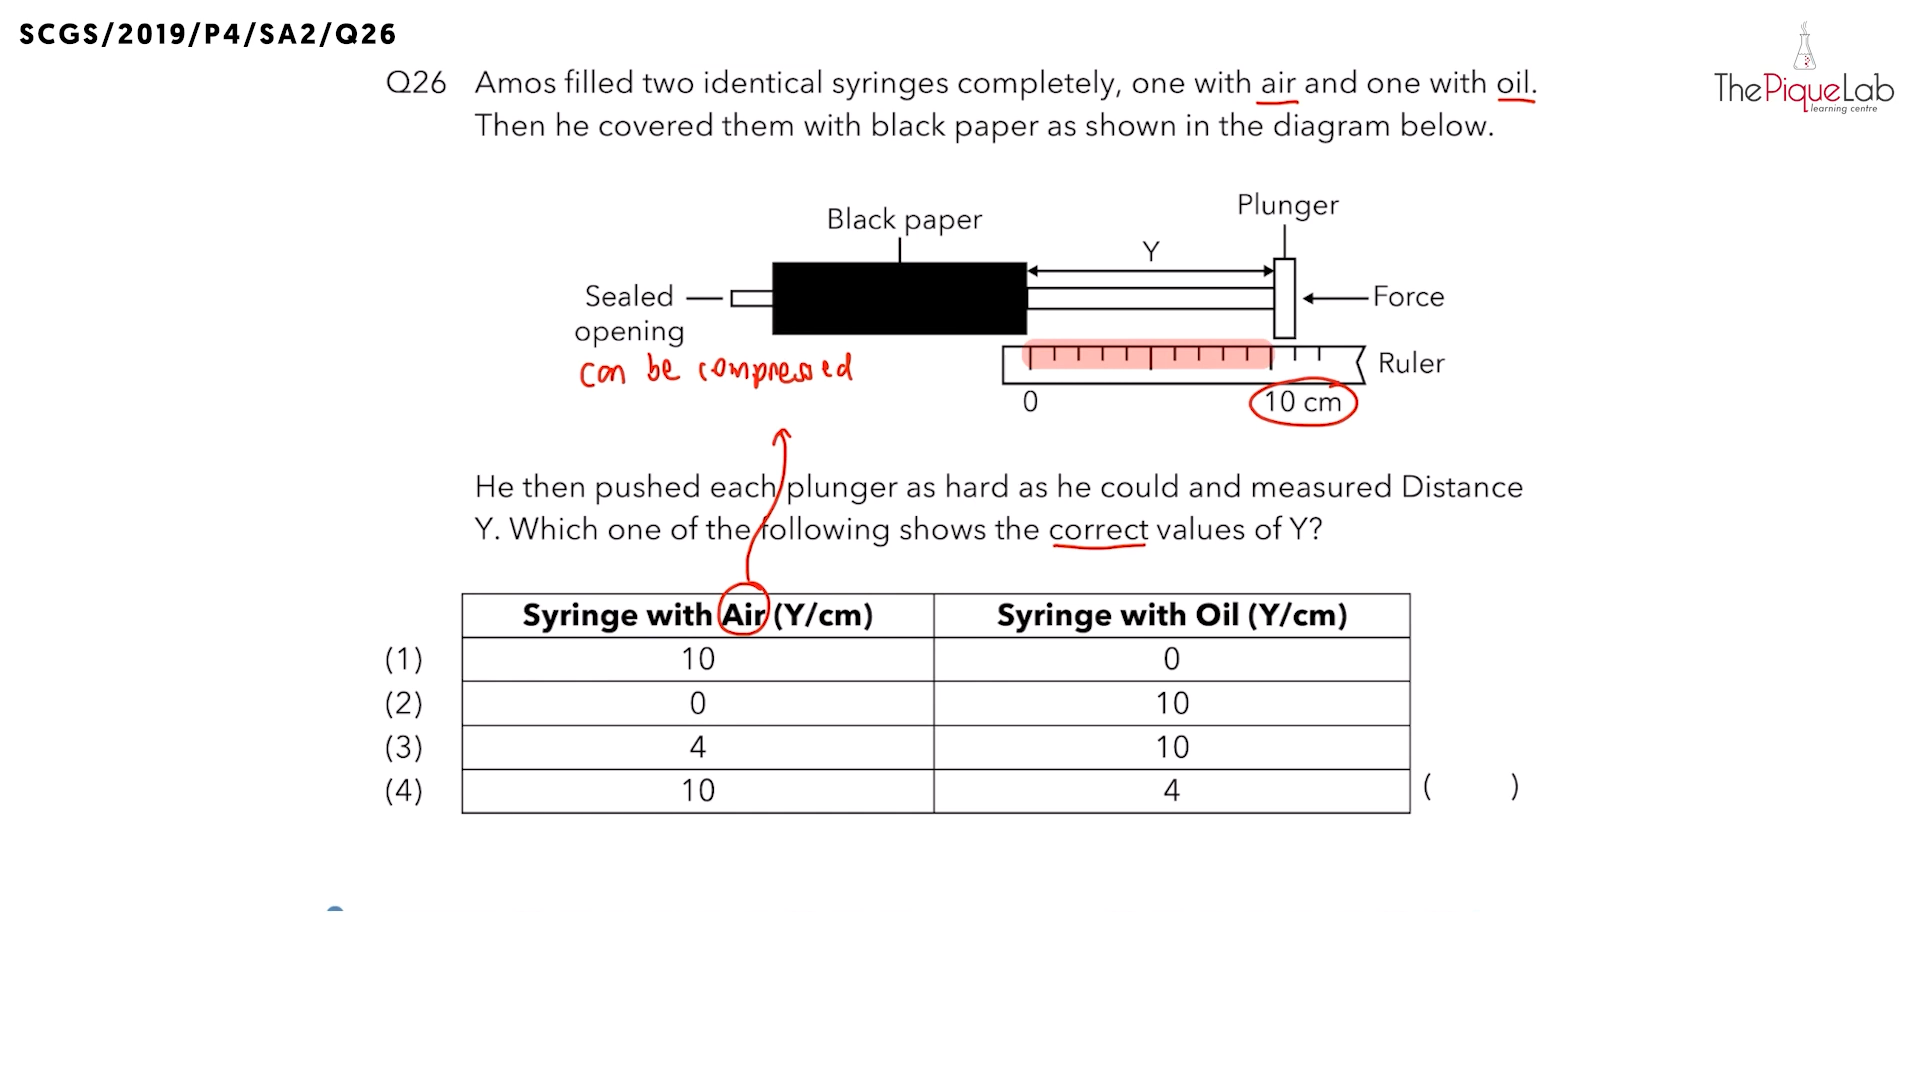 SCGS/2019/P4/SA2/Q26
ThePiqueLab
learning centre
Q26 Amos filled two identical syringes completely, one with air and one with oil.
Then he covered them with black paper as shown in the diagram below.
Plunger
Black paper
Y
Sealed
opening
Force
can be compressed
Ruler
0
10 cm
He then pushed each plunger as hard as he could and measured Distance
Y. Which one of the following shows the correct values of Y?
Syringe with Air (Y/cm) Syringe with Oil (Y/cm)
(1) 10 0
(2) 0 10
(3) 4 10
(4) 10 4 ( )